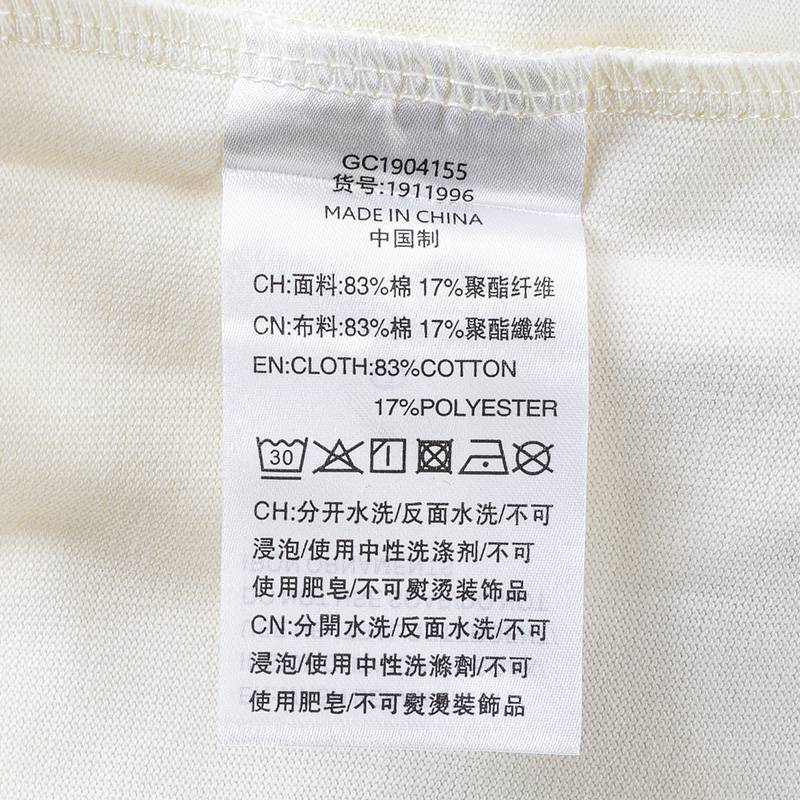 GC1904155
货号:1911996
MADE IN CHINA
中国制
CH:面料:83%棉 17%聚酯纤维
CN:布料:83%棉 17%聚酯纖維
EN:CLOTH:83%COTTON
17%POLYESTER
30
CH:分开水洗/反面水洗/不可
浸泡/使用中性洗涤剂/不可
使用肥皂/不可熨烫装饰品
CN:分開水洗/反面水洗/不可
浸泡/使用中性洗滌劑/不可
使用肥皂/不可熨燙裝飾品